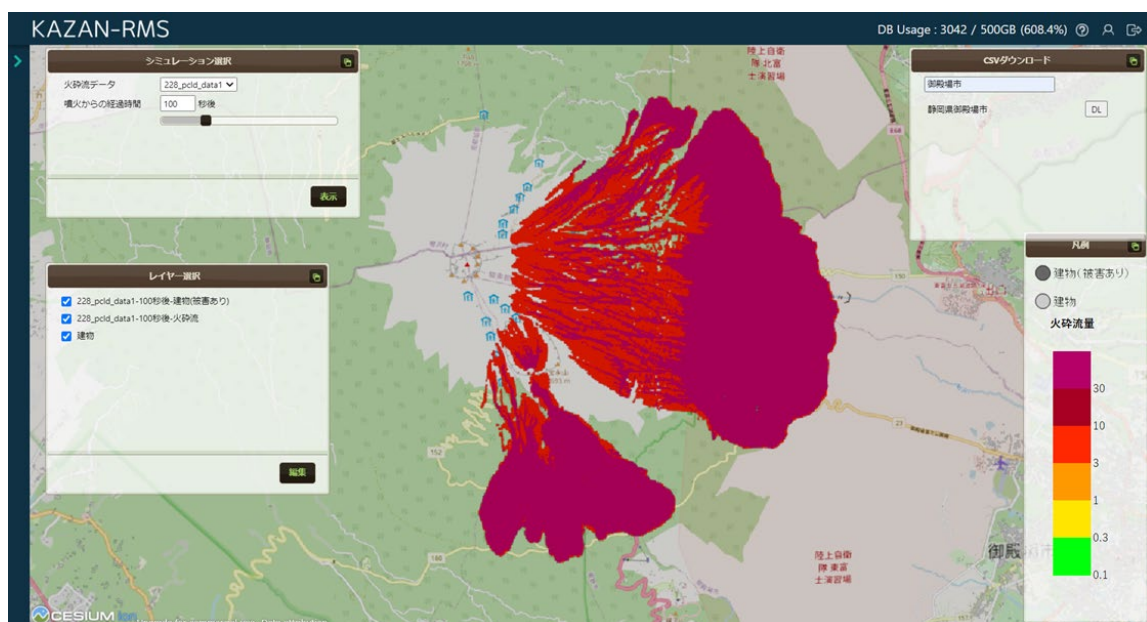 KAZAN-RMS
DB Usage : 3042 / 500GB (608.4%)
シミュレーション選択
火砕流データ
228_pcld_data1
噴火からの経過時間
100
秒後
表示
レイヤー選択
228_pcld_data1-100秒後-建物(被害あり)
228_pcld_data1-100秒後-火砕流
建物
編集
CSVダウンロード
御殿場市
静岡県御殿場市
DL
凡例
建物(被害あり)
建物
火砕流量
30
10
3
1
0.3
0.1
陸上自衛
隊 北富
士演習場
150
23
152
陸上自衛
隊 東富
士演習場
御殿場市
CESIUM ion